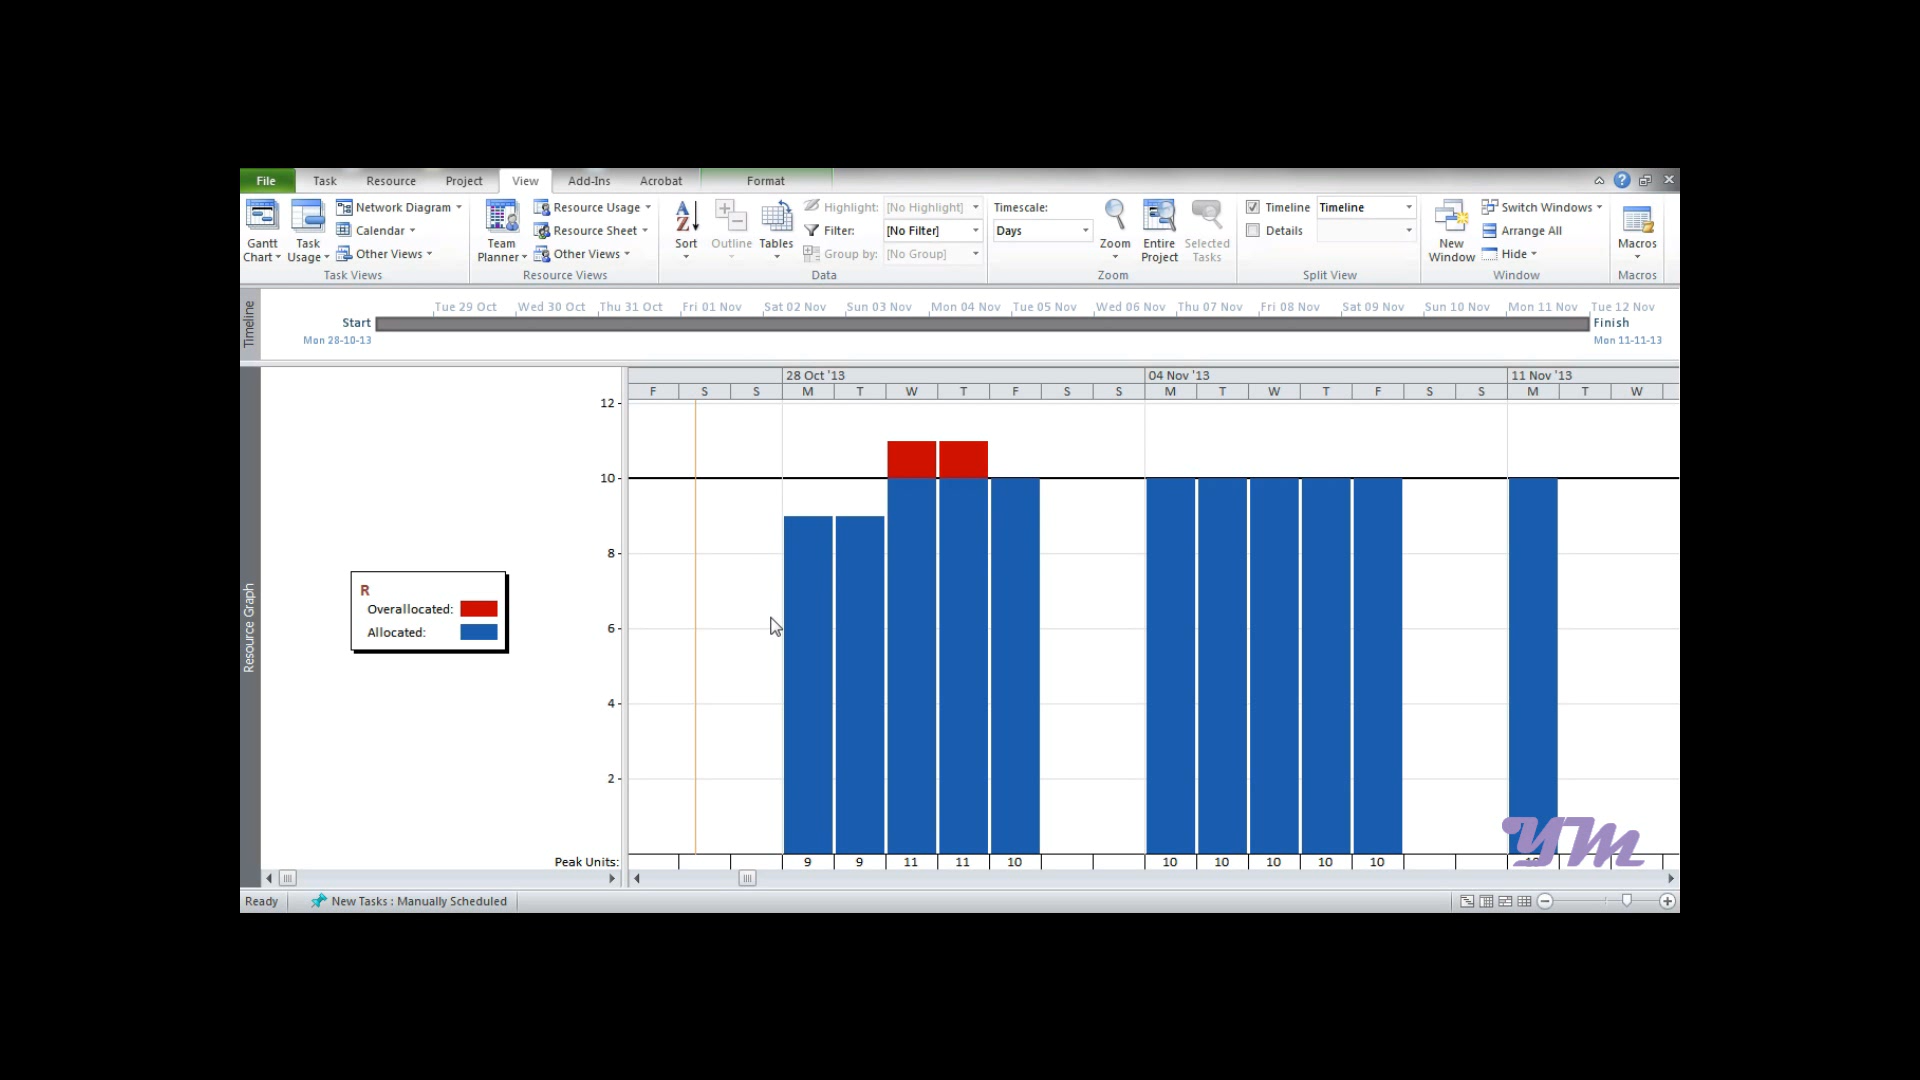 File Task Resource Project View Add-Ins Acrobat Format
Gantt Chart
Task Usage
Network Diagram
Calendar
Other Views
Task Views
Team Planner
Resource Usage
Resource Sheet
Other Views
Resource Views
Sort
Outline
Tables
Highlight: [No Highlight]
Filter: [No Filter]
Group by: [No Group]
Data
Timescale:
Days
Zoom
Entire Project
Selected Tasks
Zoom
Timeline Timeline
Details
Split View
New Window
Switch Windows
Arrange All
Hide
Window
Macros
Macros
Timeline
Tue 29 Oct Wed 30 Oct Thu 31 Oct Fri 01 Nov Sat 02 Nov Sun 03 Nov Mon 04 Nov Tue 05 Nov Wed 06 Nov Thu 07 Nov Fri 08 Nov Sat 09 Nov Sun 10 Nov Mon 11 Nov Tue 12 Nov
Start
Mon 28-10-13
Finish
Mon 11-11-13
Resource Graph
28 Oct '13 04 Nov '13 11 Nov '13
F S S M T W T F S S M T W T F S S M T W
12
10
8
6
4
2
R
Overallocated:
Allocated:
Peak Units: 9 9 11 11 10 10 10 10 10 10
YM
Ready New Tasks : Manually Scheduled